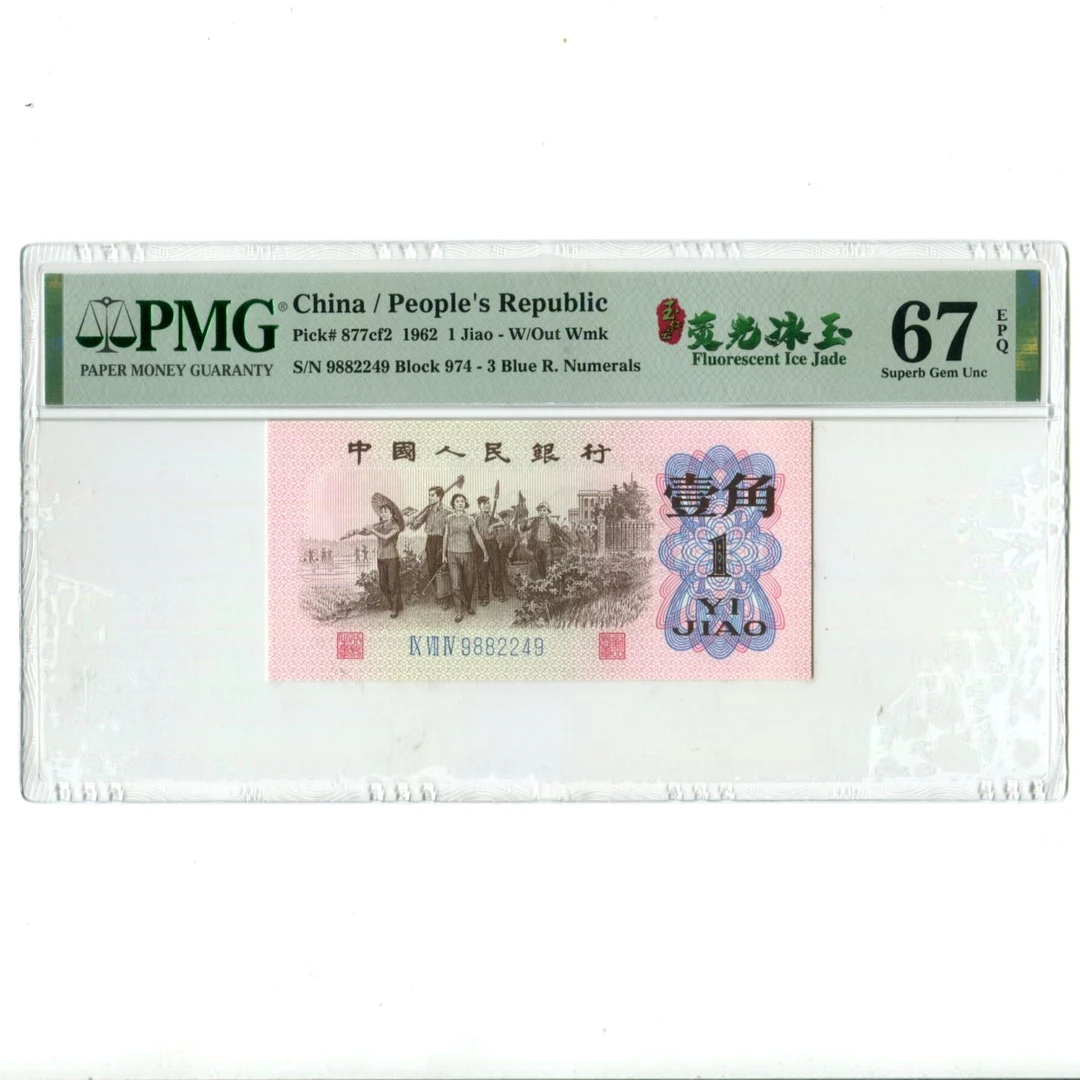 PMG®
PAPER MONEY GUARANTY
China / People's Republic
Pick# 877cf2 1962 1 Jiao - W/Out Wmk
S/N 9882249 Block 974 - 3 Blue R. Numerals
荧光冰玉
Fluorescent Ice Jade
67 EPQ
Superb Gem Unc
中國人民銀行
壹角
1
YI
JIAO
IX VII IV 9882249